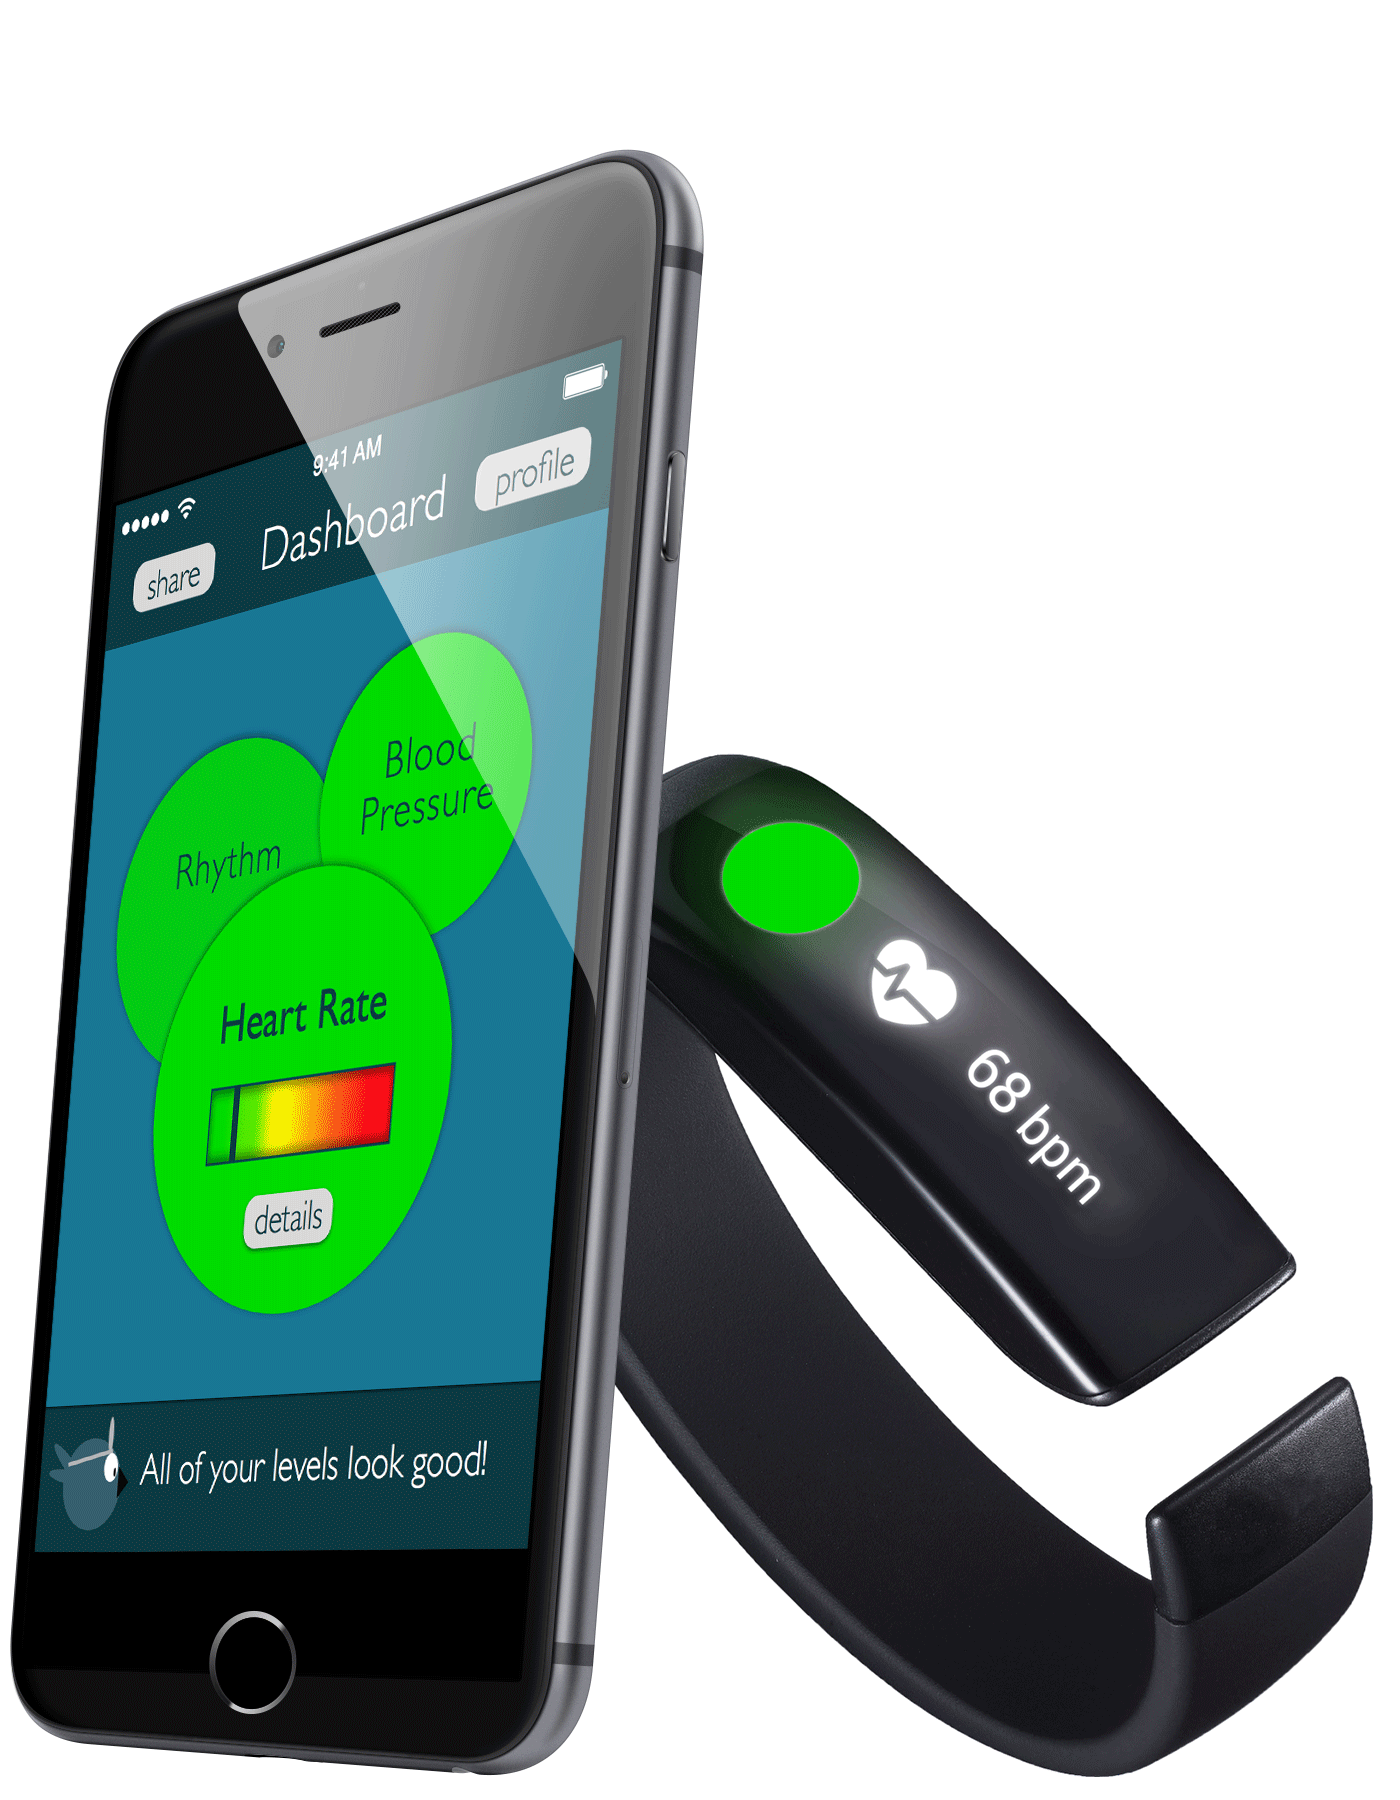 9:41 AM
share
Dashboard
profile
Blood
Pressure
Rhythm
Heart Rate
details
All of your levels look good!
68 bpm